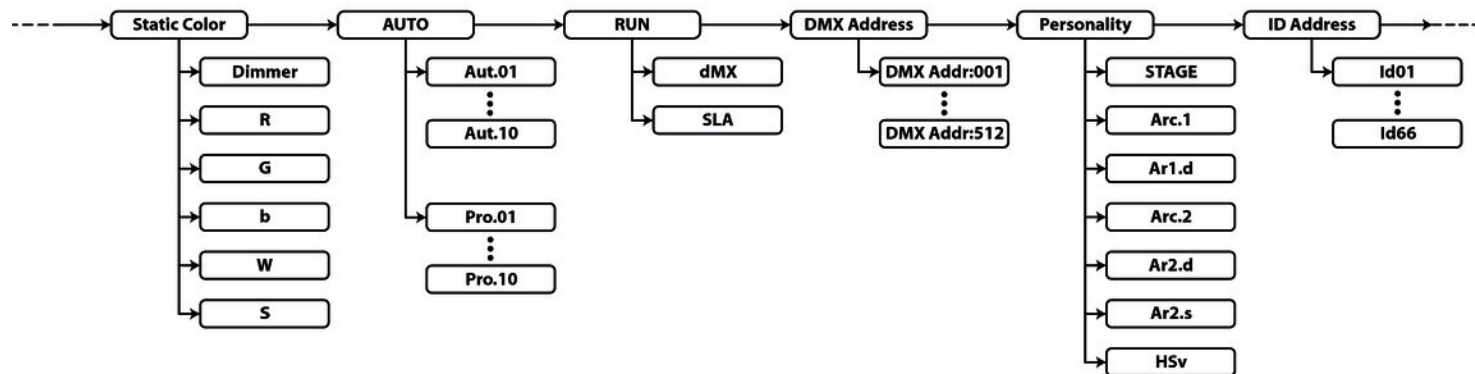 Static Color
AUTO
RUN
DMX Address
Personality
ID Address
Dimmer
R
G
b
W
S
Aut.01
Aut.10
Pro.01
Pro.10
dMX
SLA
DMX Addr:001
DMX Addr:512
STAGE
Arc.1
Ar1.d
Arc.2
Ar2.d
Ar2.s
HSv
Id01
Id66